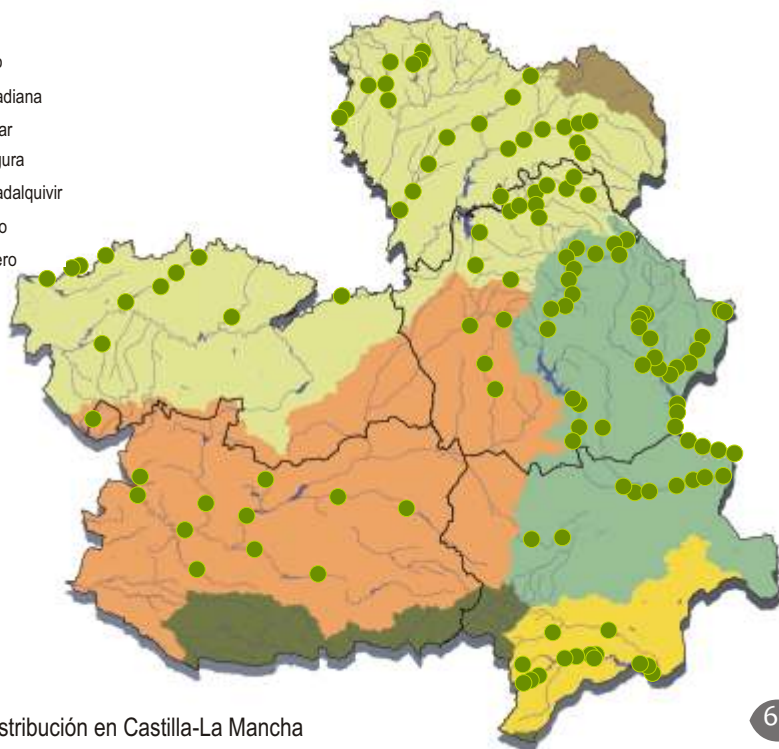 o
adiana
ar
gura
adalquivir
o
ero
stribución en Castilla-La Mancha
6